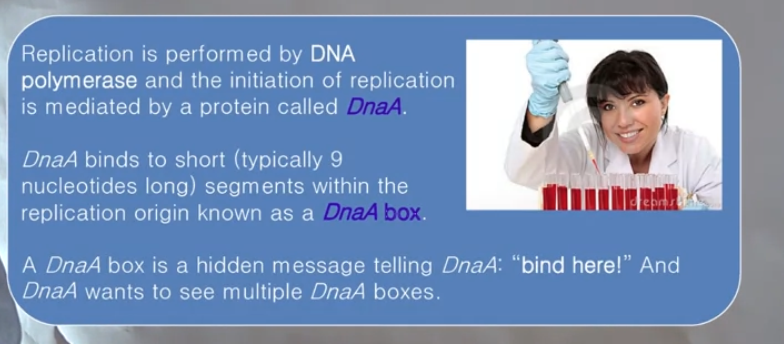 Replication is performed by DNA
polymerase and the initiation of replication
is mediated by a protein called DnaA.
DnaA binds to short (typically 9
nucleotides long) segments within the
replication origin known as a DnaA box.
A DnaA box is a hidden message telling DnaA: “bind here!” And
DnaA wants to see multiple DnaA boxes.